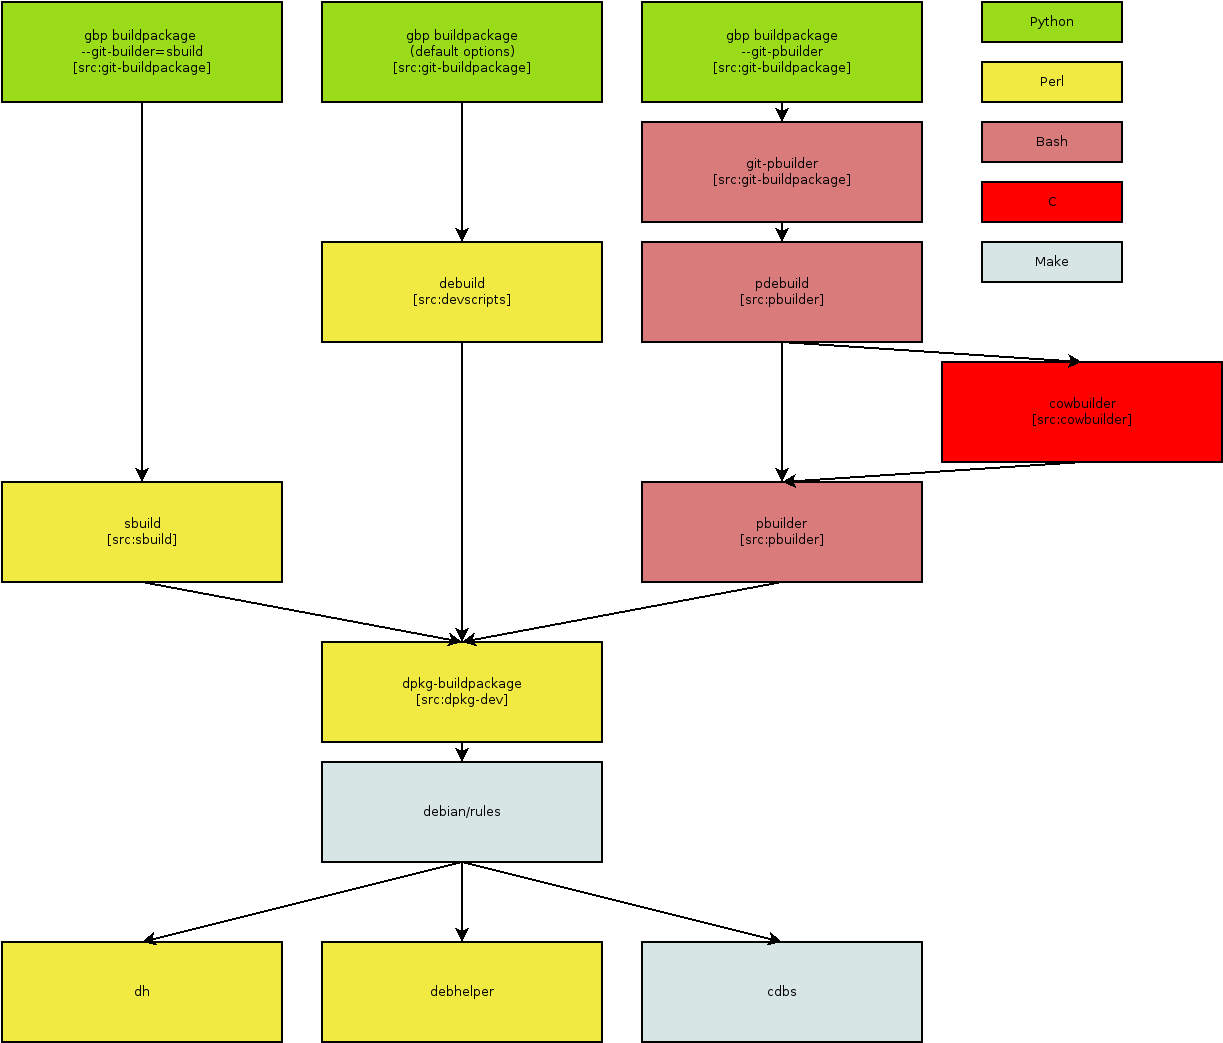 gbp buildpackage
--git-builder=sbuild
[src:git-buildpackage]
gbp buildpackage
(default options)
[src:git-buildpackage]
gbp buildpackage
--git-pbuilder
[src:git-buildpackage]
Python
Perl
Bash
C
Make
git-pbuilder
[src:git-buildpackage]
debuild
[src:devscripts]
pdebuild
[src:pbuilder]
cowbuilder
[src:cowbuilder]
sbuild
[src:sbuild]
pbuilder
[src:pbuilder]
dpkg-buildpackage
[src:dpkg-dev]
debian/rules
dh
debhelper
cdbs